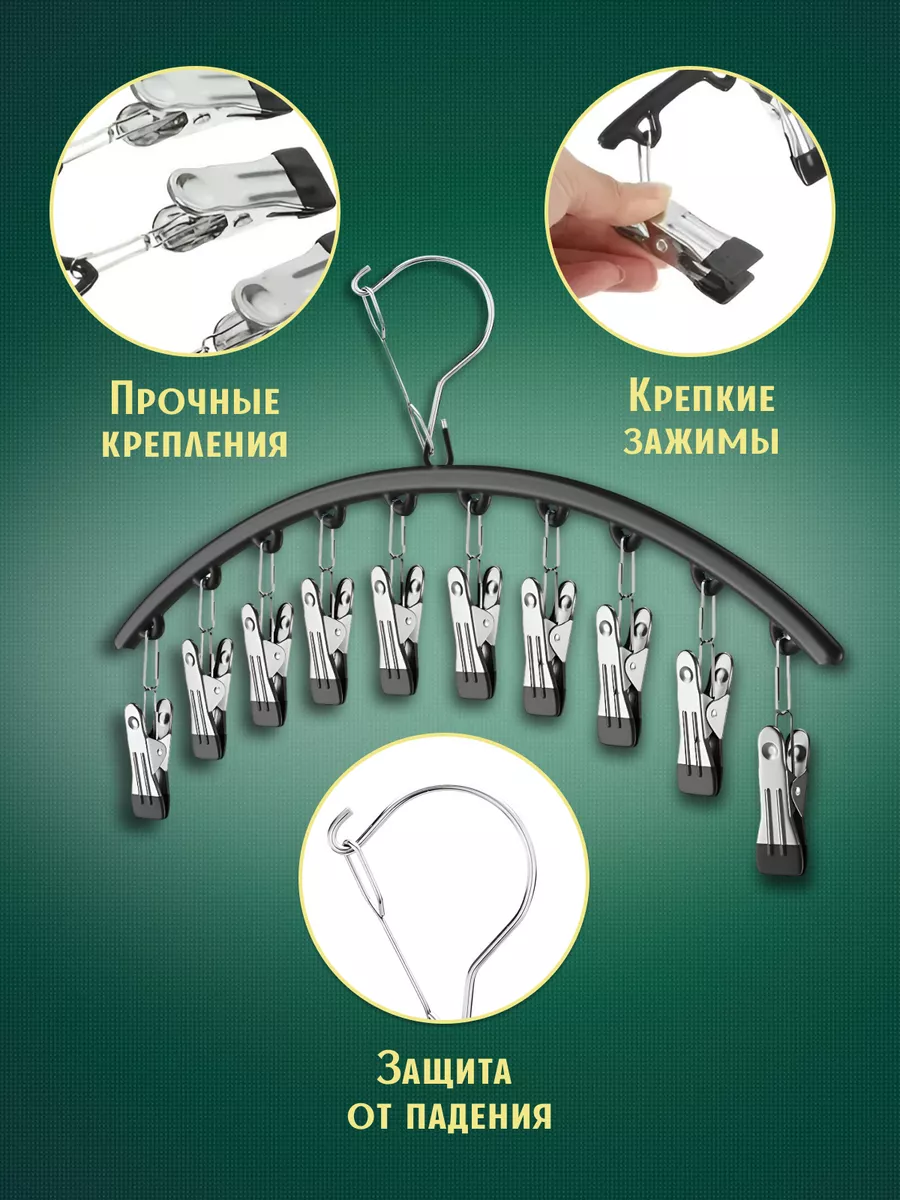 Прочные
крепления
Крепкие
зажимы
Защита
от падения